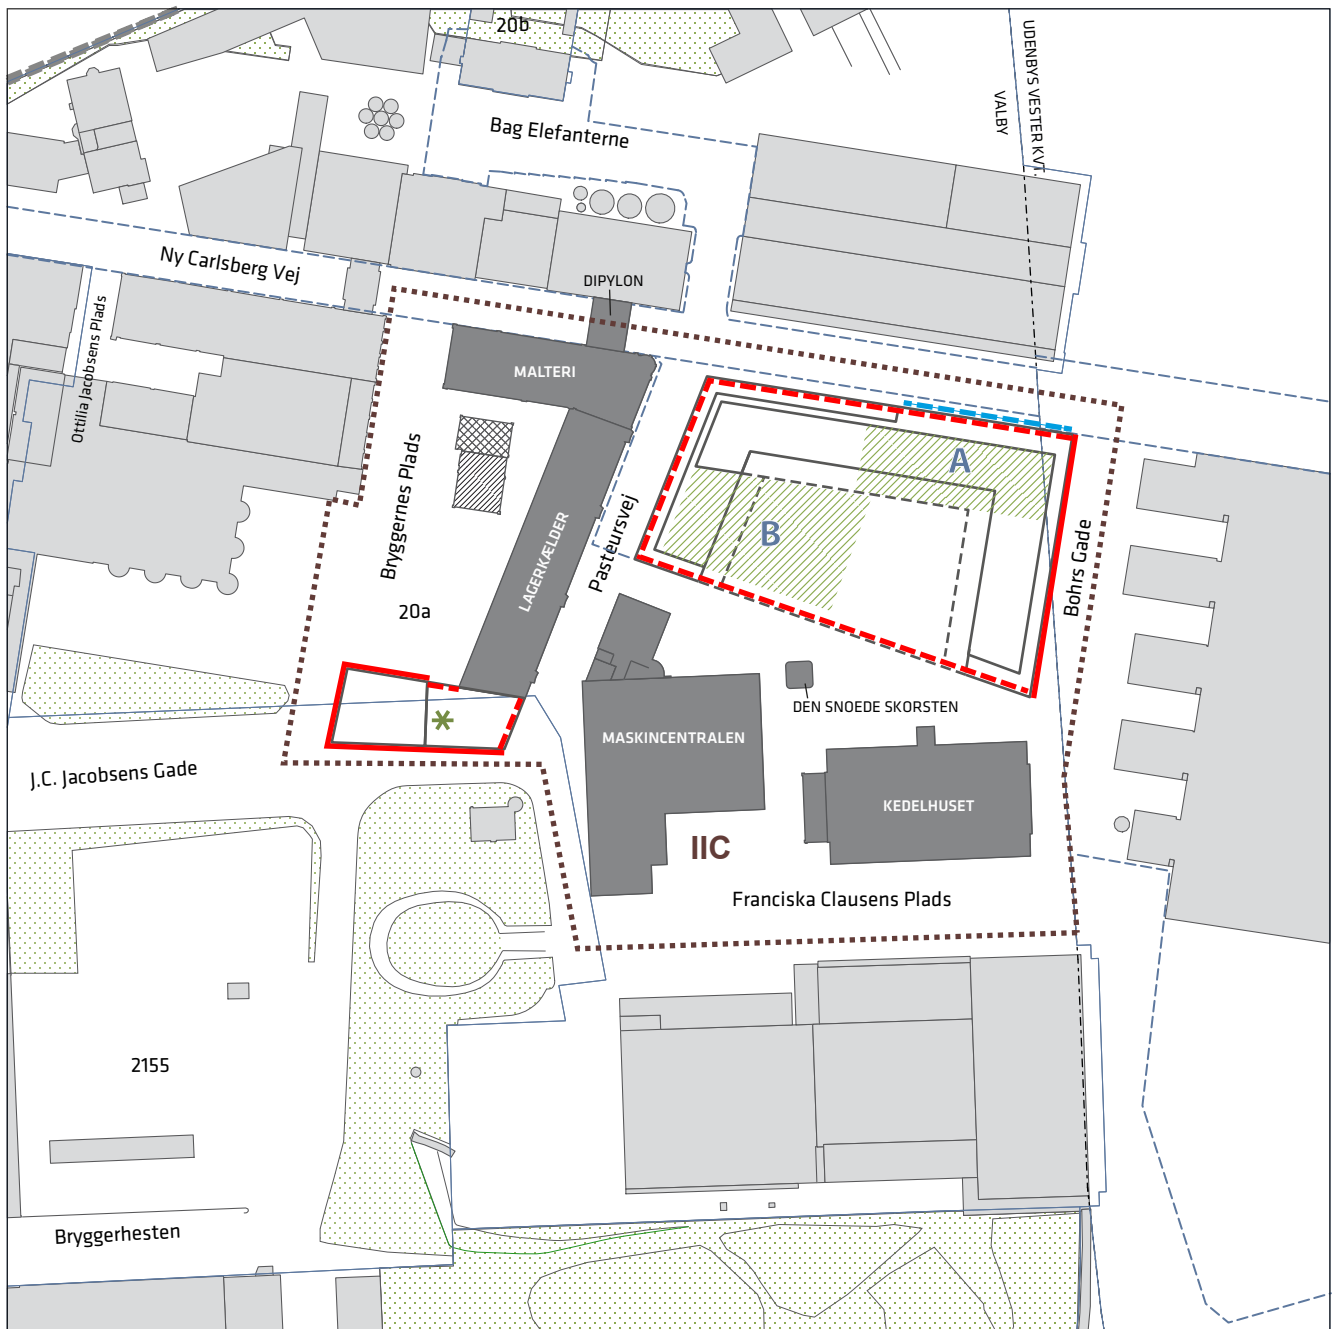 20b
UDENBYS VESTER KVT.
VALBY
Bag Elefanterne
Ny Carlsberg Vej
DIPYLON
Ottilia Jacobsens Plads
MALTERI
A
Bryggernes Plads
B
LAGERKÆLDER
Pasteursvej
Bohrs Gade
20a
DEN SNOEDE SKORSTEN
MASKINCENTRALEN
J.C. Jacobsens Gade
KEDELHUSET
IIC
Franciska Clausens Plads
2155
Bryggerhesten